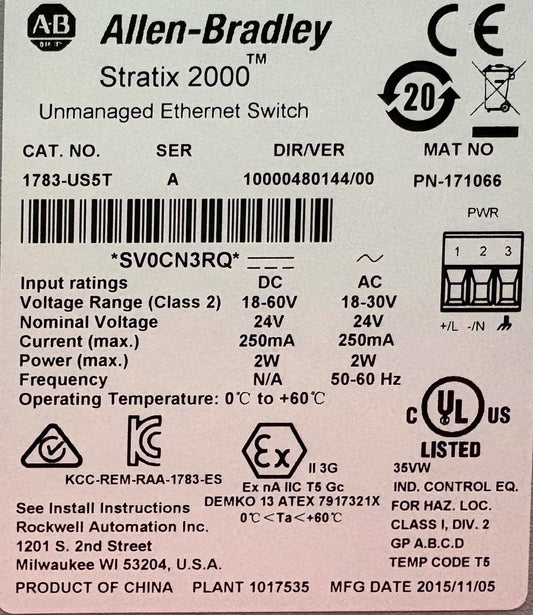 A·B
Allen-Bradley
CE
Stratix 2000™
Unmanaged Ethernet Switch
20
CAT. NO. SER DIR/VER MAT NO
1783-US5T A 10000480144/00 PN-171066
PWR
1 2 3
+/L -/N
*SV0CN3RQ*
Input ratings DC AC
Voltage Range (Class 2) 18-60V 18-30V
Nominal Voltage 24V 24V
Current (max.) 250mA 250mA
Power (max.) 2W 2W
Frequency N/A 50-60 Hz
Operating Temperature: 0℃ to +60℃
C UL US
LISTED
KC
KCC-REM-RAA-1783-ES
Ex II 3G
Ex nA IIC T5 Gc
DEMKO 13 ATEX 7917321X
0℃<Ta<+60℃
35VW
IND. CONTROL EQ.
FOR HAZ. LOC.
CLASS I, DIV. 2
GP A.B.C.D
TEMP CODE T5
See Install Instructions
Rockwell Automation Inc.
1201 S. 2nd Street
Milwaukee WI 53204, U.S.A.
PRODUCT OF CHINA PLANT 1017535 MFG DATE 2015/11/05